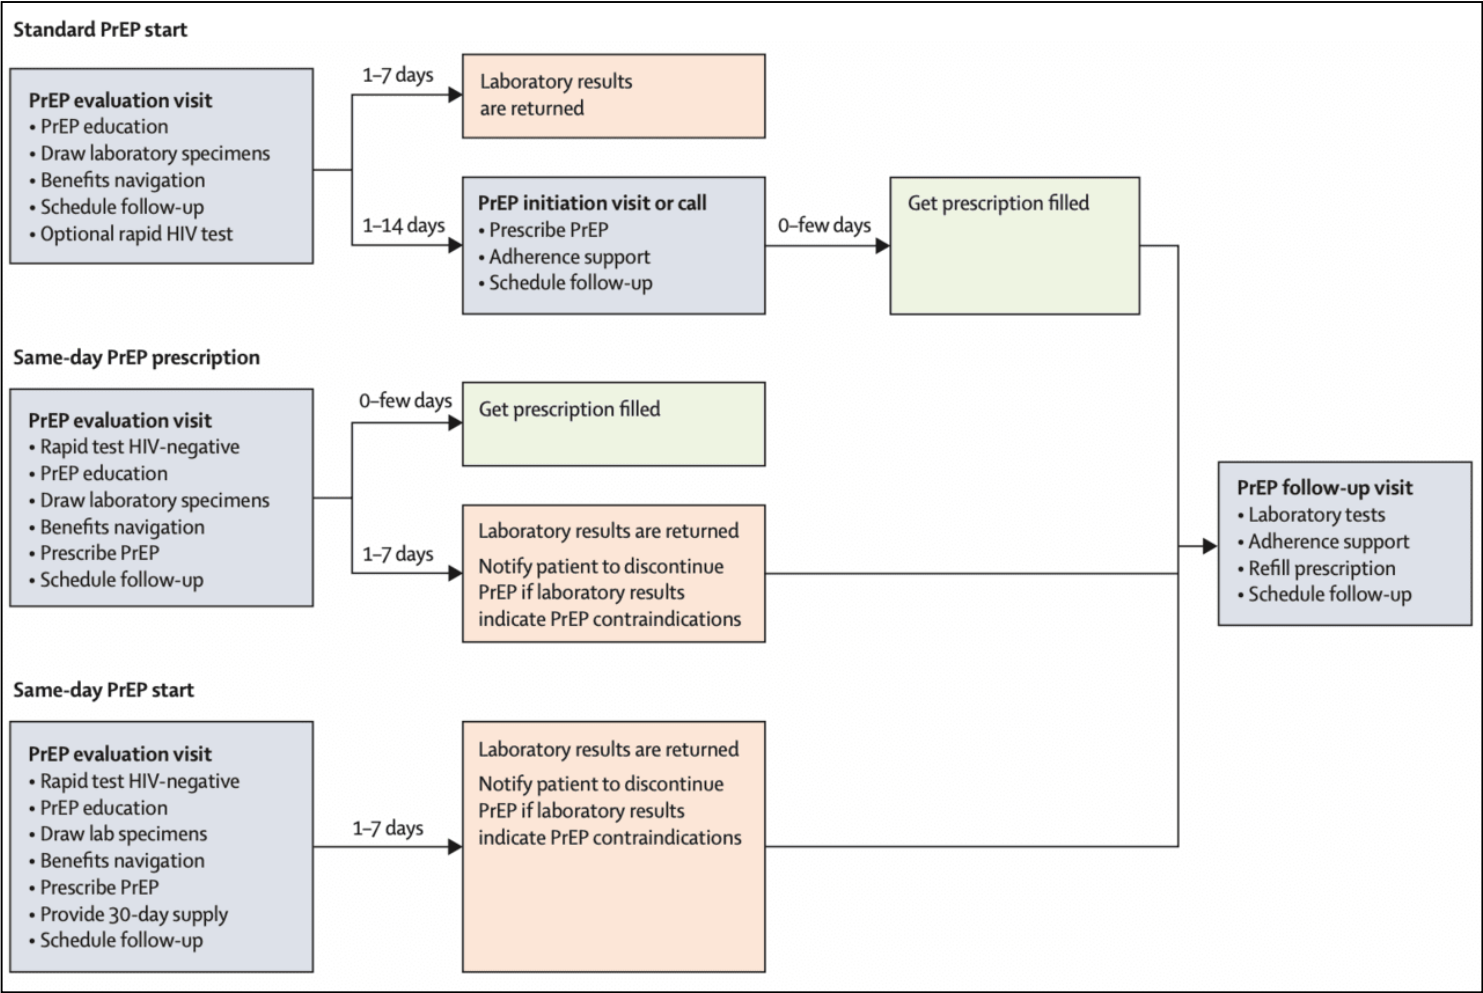 Standard PrEP start
PrEP evaluation visit
• PrEP education
• Draw laboratory specimens
• Benefits navigation
• Schedule follow-up
• Optional rapid HIV test
1–7 days
Laboratory results
are returned
1–14 days
PrEP initiation visit or call
• Prescribe PrEP
• Adherence support
• Schedule follow-up
0–few days
Get prescription filled
Same-day PrEP prescription
PrEP evaluation visit
• Rapid test HIV-negative
• PrEP education
• Draw laboratory specimens
• Benefits navigation
• Prescribe PrEP
• Schedule follow-up
0–few days
Get prescription filled
1–7 days
Laboratory results are returned
Notify patient to discontinue
PrEP if laboratory results
indicate PrEP contraindications
Same-day PrEP start
PrEP evaluation visit
• Rapid test HIV-negative
• PrEP education
• Draw lab specimens
• Benefits navigation
• Prescribe PrEP
• Provide 30-day supply
• Schedule follow-up
1–7 days
Laboratory results are returned
Notify patient to discontinue
PrEP if laboratory results
indicate PrEP contraindications
PrEP follow-up visit
• Laboratory tests
• Adherence support
• Refill prescription
• Schedule follow-up